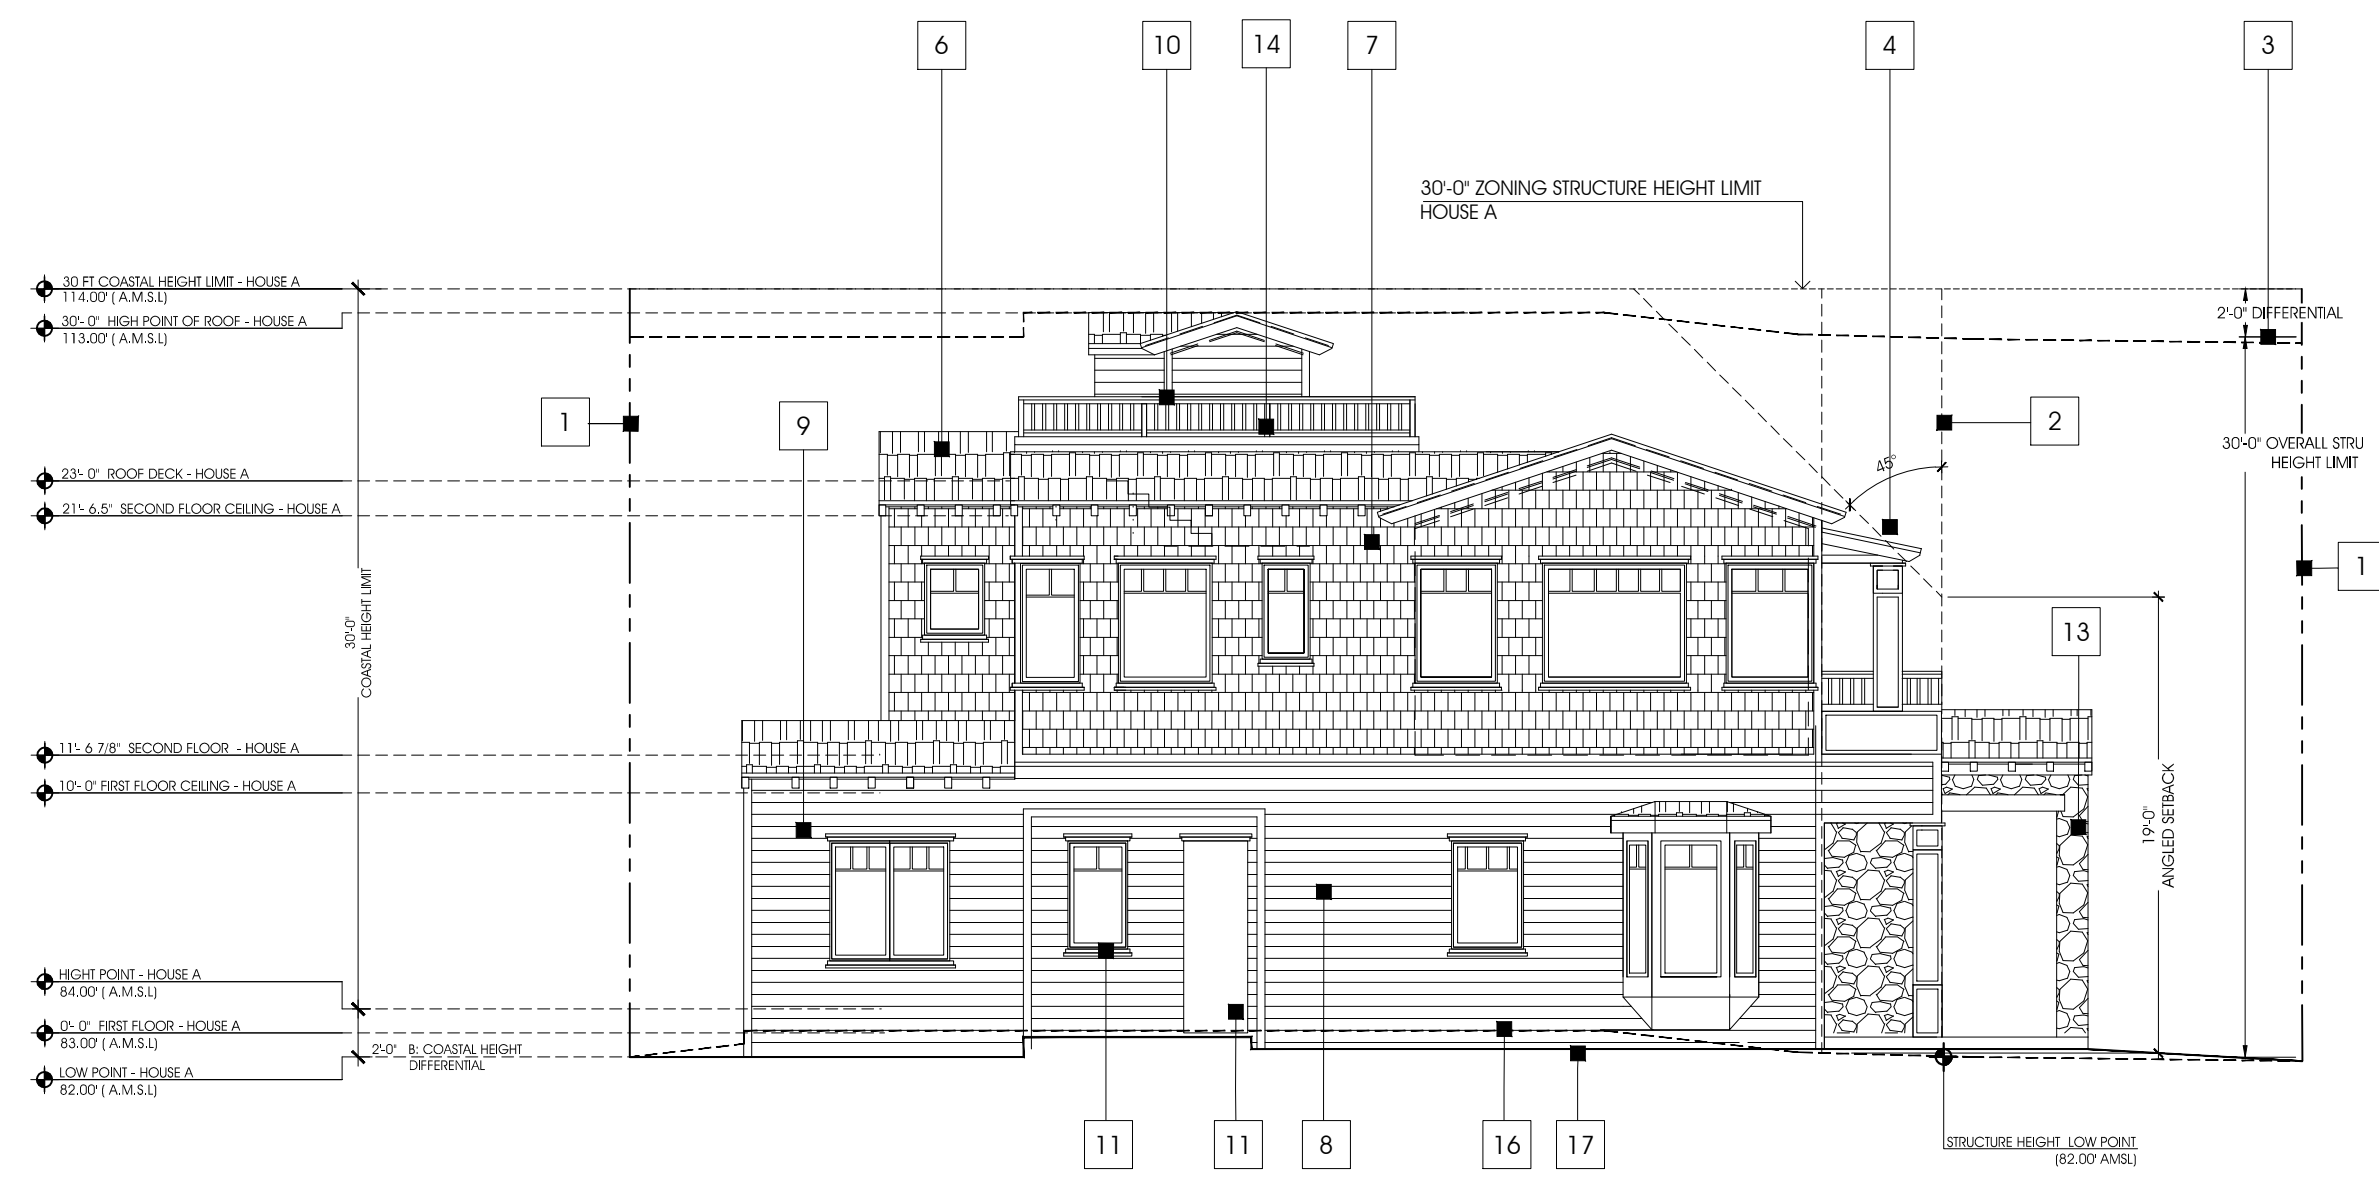 6
10
14
7
4
3
30'-0" ZONING STRUCTURE HEIGHT LIMIT
HOUSE A
30 FT COASTAL HEIGHT LIMIT - HOUSE A
114.00' ( A.M.S.L)
30'- 0" HIGH POINT OF ROOF - HOUSE A
113.00' ( A.M.S.L)
2'-0" DIFFERENTIAL
1
9
2
30'-0" OVERALL STRU
HEIGHT LIMIT
45°
23'- 0" ROOF DECK - HOUSE A
21'- 6.5" SECOND FLOOR CEILING - HOUSE A
1
30'-0"
COASTAL HEIGHT LIMIT
13
11'- 6 7/8" SECOND FLOOR - HOUSE A
10'- 0" FIRST FLOOR CEILING - HOUSE A
19'-0"
ANGLED SETBACK
HIGHT POINT - HOUSE A
84.00' ( A.M.S.L)
0'- 0" FIRST FLOOR - HOUSE A
83.00' ( A.M.S.L)
2'-0" B: COASTAL HEIGHT
DIFFERENTIAL
LOW POINT - HOUSE A
82.00' ( A.M.S.L)
11
11
8
16
17
STRUCTURE HEIGHT LOW POINT
(82.00' AMSL)